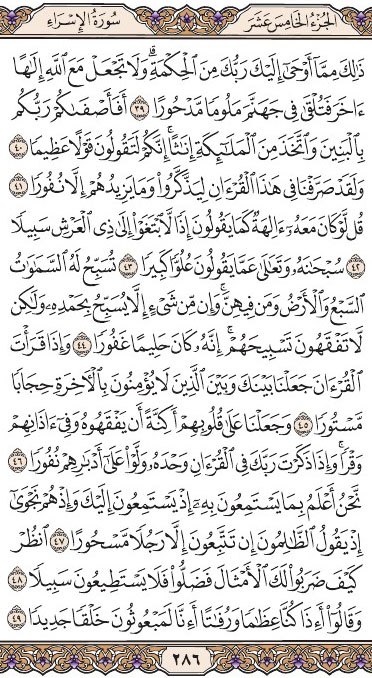 الجُزْءُ الخَامِسَ عَشَرَ
سُورَةُ الإِسْرَاءِ
ذَٰلِكَ مِمَّآ أَوْحَىٰٓ إِلَيْكَ رَبُّكَ مِنَ ٱلْحِكْمَةِۗ وَلَا تَجْعَلْ مَعَ ٱللَّهِ إِلَٰهًا
ءَاخَرَ فَتُلْقَىٰ فِى جَهَنَّمَ مَلُومًا مَّدْحُورًا ٣٩ أَفَأَصْفَىٰكُمْ رَبُّكُم
بِٱلْبَنِينَ وَٱتَّخَذَ مِنَ ٱلْمَلَٰٓئِكَةِ إِنَٰثًاۚ إِنَّكُمْ لَتَقُولُونَ قَوْلًا عَظِيمًا ٤٠
وَلَقَدْ صَرَّفْنَا فِى هَٰذَا ٱلْقُرْءَانِ لِيَذَّكَّرُوا۟ وَمَا يَزِيدُهُمْ إِلَّا نُفُورًا ٤١
قُل لَّوْ كَانَ مَعَهُۥٓ ءَالِهَةٌ كَمَا يَقُولُونَ إِذًا لَّٱبْتَغَوْا۟ إِلَىٰ ذِى ٱلْعَرْشِ سَبِيلًا
٤٢ سُبْحَٰنَهُۥ وَتَعَٰلَىٰ عَمَّا يَقُولُونَ عُلُوًّا كَبِيرًا ٤٣ تُسَبِّحُ لَهُ ٱلسَّمَٰوَٰتُ
ٱلسَّبْعُ وَٱلْأَرْضُ وَمَن فِيهِنَّۚ وَإِن مِّن شَىْءٍ إِلَّا يُسَبِّحُ بِحَمْدِهِۦ وَلَٰكِن
لَّا تَفْقَهُونَ تَسْبِيحَهُمْۗ إِنَّهُۥ كَانَ حَلِيمًا غَفُورًا ٤٤ وَإِذَا قَرَأْتَ
ٱلْقُرْءَانَ جَعَلْنَا بَيْنَكَ وَبَيْنَ ٱلَّذِينَ لَا يُؤْمِنُونَ بِٱلْءَاخِرَةِ حِجَابًا
مَّسْتُورًا ٤٥ وَجَعَلْنَا عَلَىٰ قُلُوبِهِمْ أَكِنَّةً أَن يَفْقَهُوهُ وَفِىٓ ءَاذَانِهِمْ
وَقْرًاۚ وَإِذَا ذَكَرْتَ رَبَّكَ فِى ٱلْقُرْءَانِ وَحْدَهُۥ وَلَّوْا۟ عَلَىٰٓ أَدْبَٰرِهِمْ نُفُورًا ٤٦
نَّحْنُ أَعْلَمُ بِمَا يَسْتَمِعُونَ بِهِۦٓ إِذْ يَسْتَمِعُونَ إِلَيْكَ وَإِذْ هُمْ نَجْوَىٰٓ
إِذْ يَقُولُ ٱلظَّٰلِمُونَ إِن تَتَّبِعُونَ إِلَّا رَجُلًا مَّسْحُورًا ٤٧ ٱنظُرْ
كَيْفَ ضَرَبُوا۟ لَكَ ٱلْأَمْثَالَ فَضَلُّوا۟ فَلَا يَسْتَطِيعُونَ سَبِيلًا ٤٨
وَقَالُوٓا۟ أَءِذَا كُنَّا عِظَٰمًا وَرُفَٰتًا أَءِنَّا لَمَبْعُوثُونَ خَلْقًا جَدِيدًا ٤٩
٢٨٦